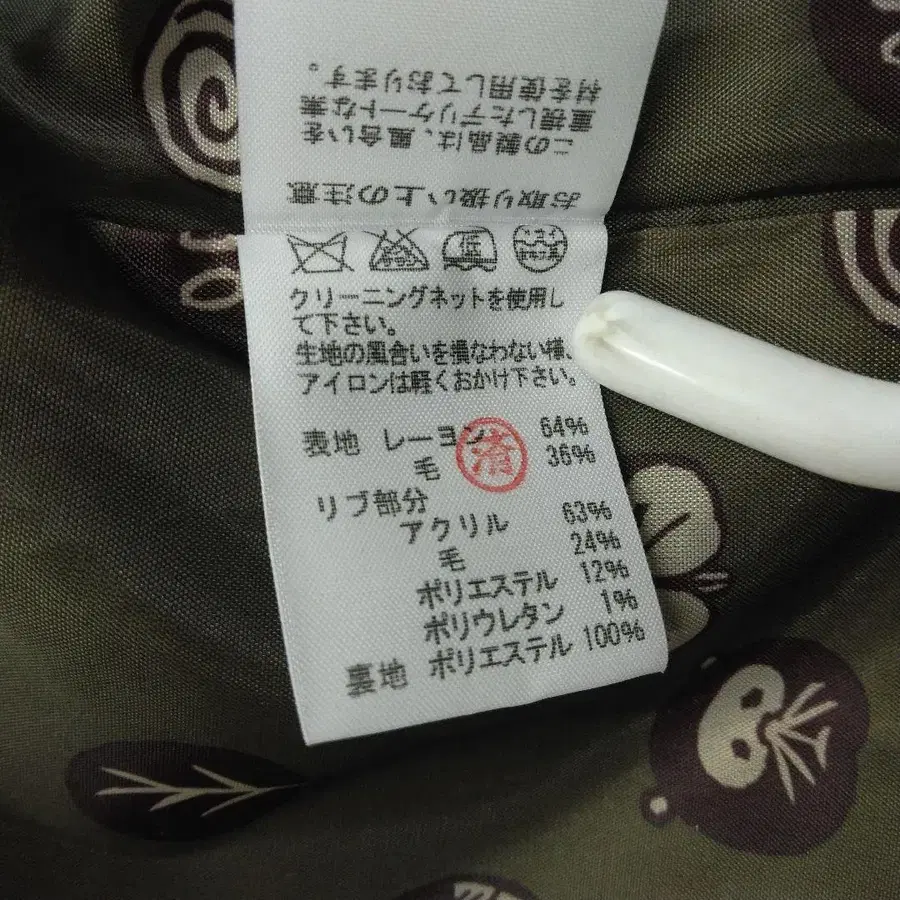 お取り扱い上の注意
この製品は、風合いを
重視したデリケートな素
材を使用しております。
クリーニングネットを使用し
て下さい。
生地の風合いを損なわない様、
アイロンは軽くおかけ下さい。
表地 レーヨン 64%
毛 36%
済
リブ部分
アクリル 63%
毛 24%
ポリエステル 12%
ポリウレタン 1%
裏地 ポリエステル 100%